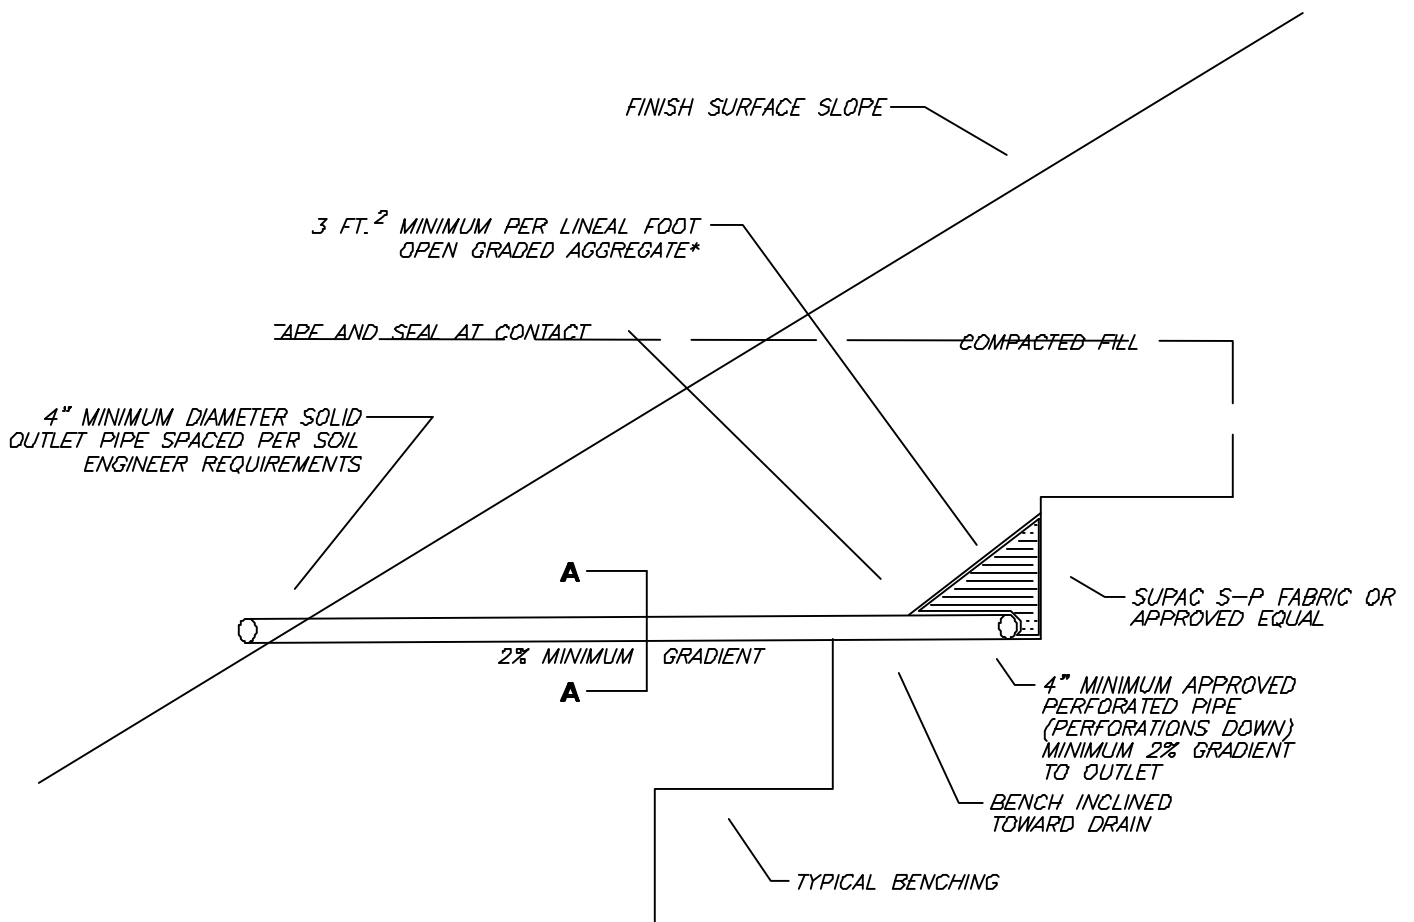 FINISH SURFACE SLOPE
3 FT.² MINIMUM PER LINEAL FOOT
OPEN GRADED AGGREGATE*
TAPE AND SEAL AT CONTACT
COMPACTED FILL
4" MINIMUM DIAMETER SOLID
OUTLET PIPE SPACED PER SOIL
ENGINEER REQUIREMENTS
A
SUPAC S-P FABRIC OR
APPROVED EQUAL
2% MINIMUM GRADIENT
A
4" MINIMUM APPROVED
PERFORATED PIPE
(PERFORATIONS DOWN)
MINIMUM 2% GRADIENT
TO OUTLET
BENCH INCLINED
TOWARD DRAIN
TYPICAL BENCHING